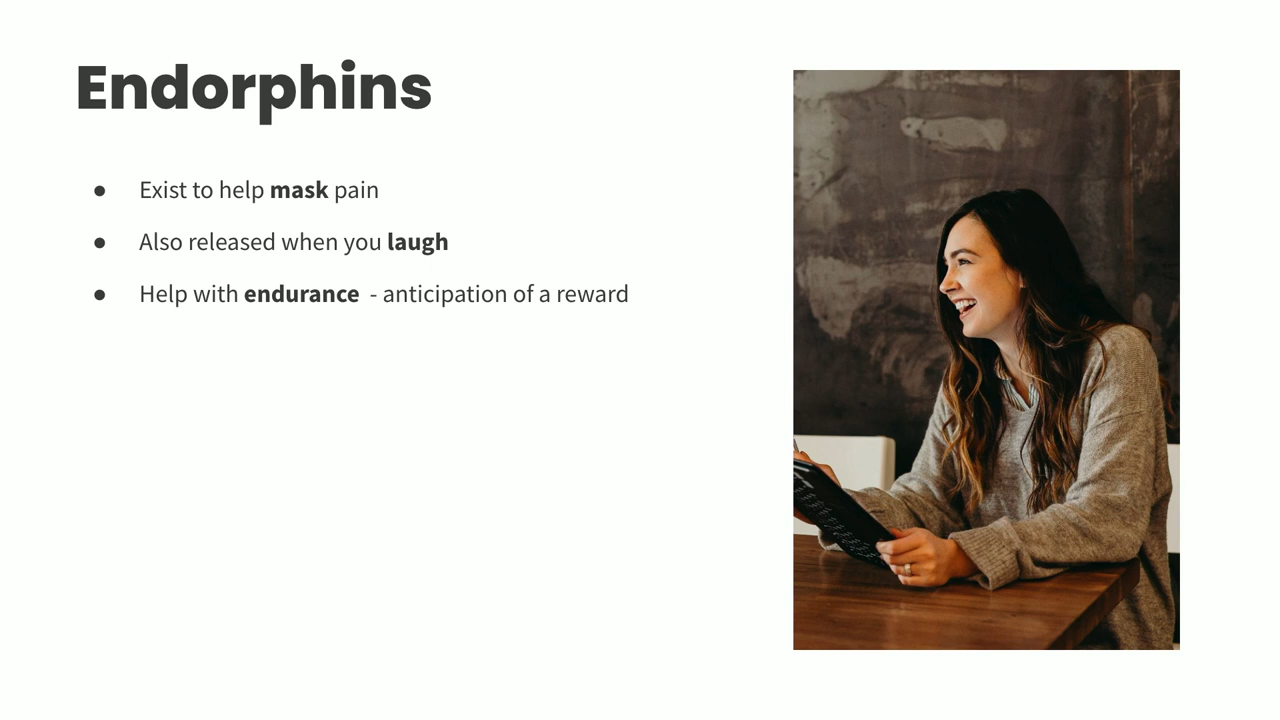 Endorphins
● Exist to help mask pain
● Also released when you laugh
● Help with endurance  - anticipation of a reward